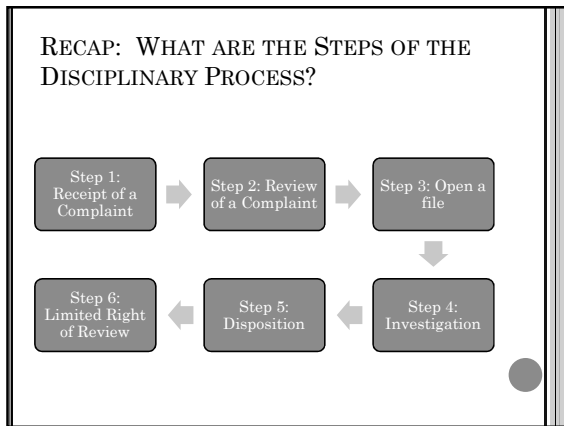 RECAP: WHAT ARE THE STEPS OF THE
DISCIPLINARY PROCESS?
Step 1:
Receipt of a
Complaint
Step 2: Review
of a Complaint
Step 3: Open a
file
Step 4:
Investigation
Step 5:
Disposition
Step 6:
Limited Right
of Review